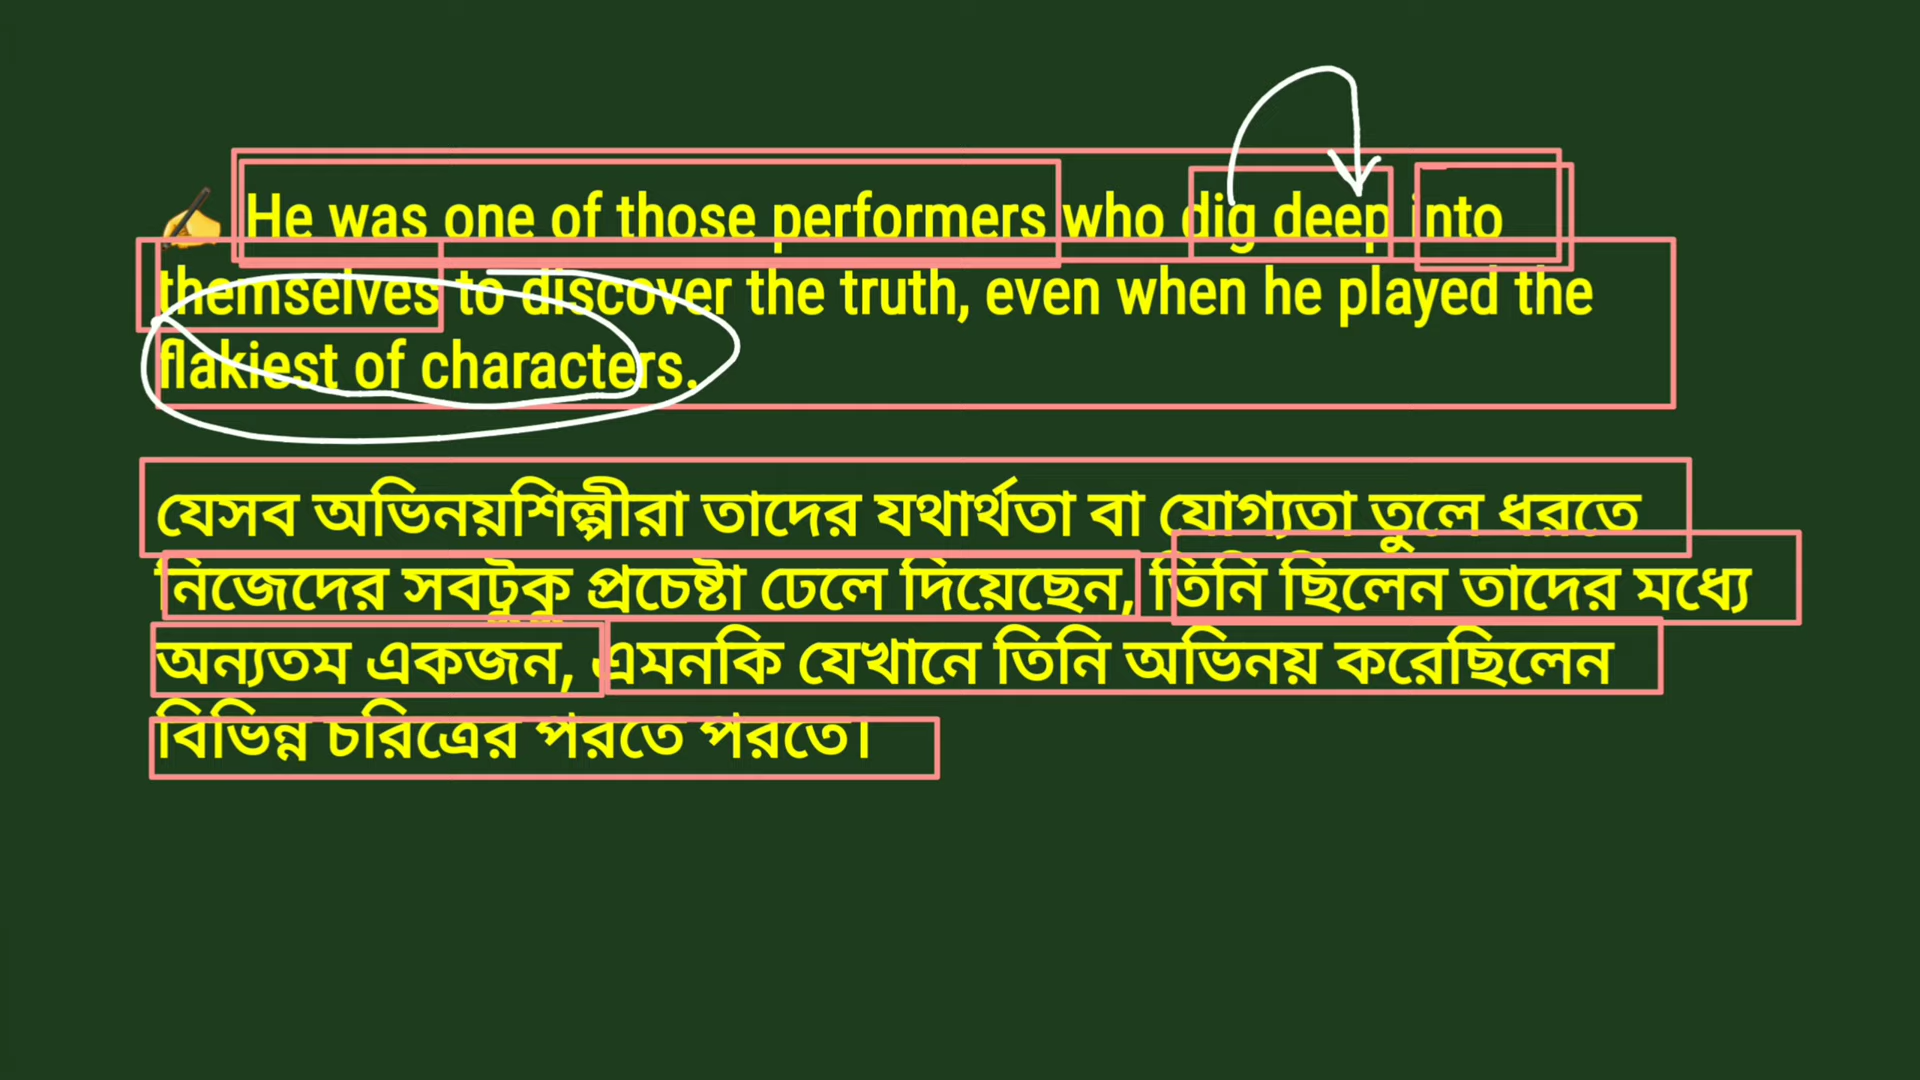 He was one of those performers who dig deep into
themselves to discover the truth, even when he played the
flakiest of characters.
যেসব অভিনয়শিল্পীরা তাদের যথার্থতা বা যোগ্যতা তুলে ধরতে
নিজেদের সবটুকু প্রচেষ্টা ঢেলে দিয়েছেন, তিনি ছিলেন তাদের মধ্যে
অন্যতম একজন, এমনকি যেখানে তিনি অভিনয় করেছিলেন
বিভিন্ন চরিত্রের পরতে পরতে।